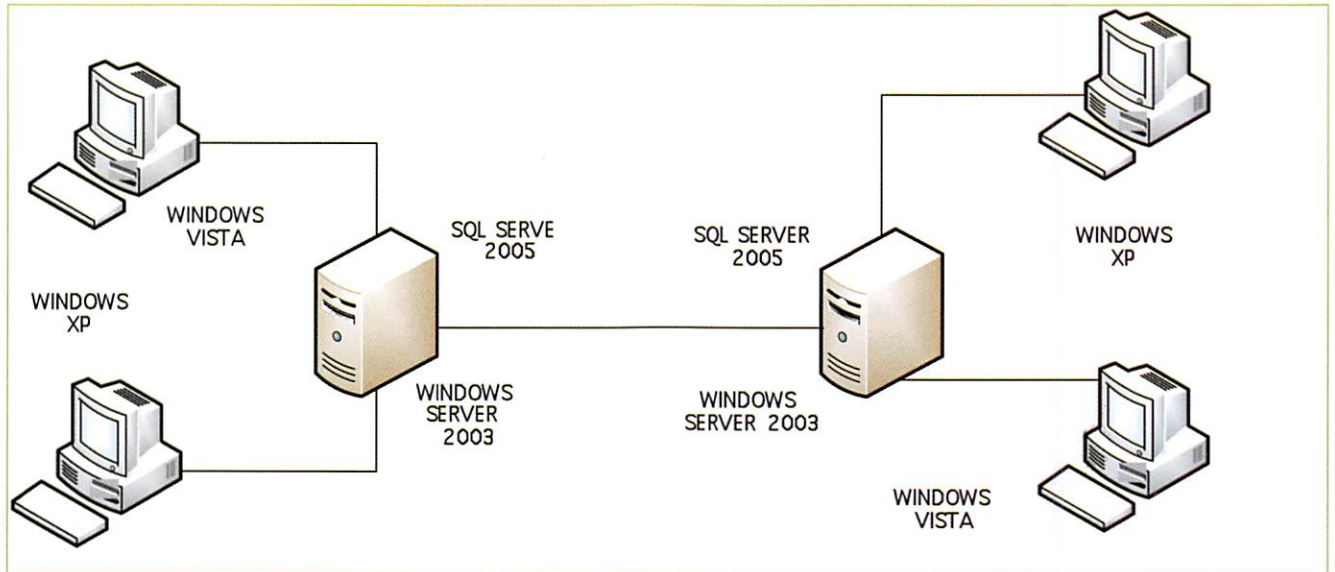 WINDOWS
VISTA
SQL SERVE
2005
SQL SERVER
2005
WINDOWS
XP
WINDOWS
XP
WINDOWS
SERVER
2003
WINDOWS
SERVER 2003
WINDOWS
VISTA